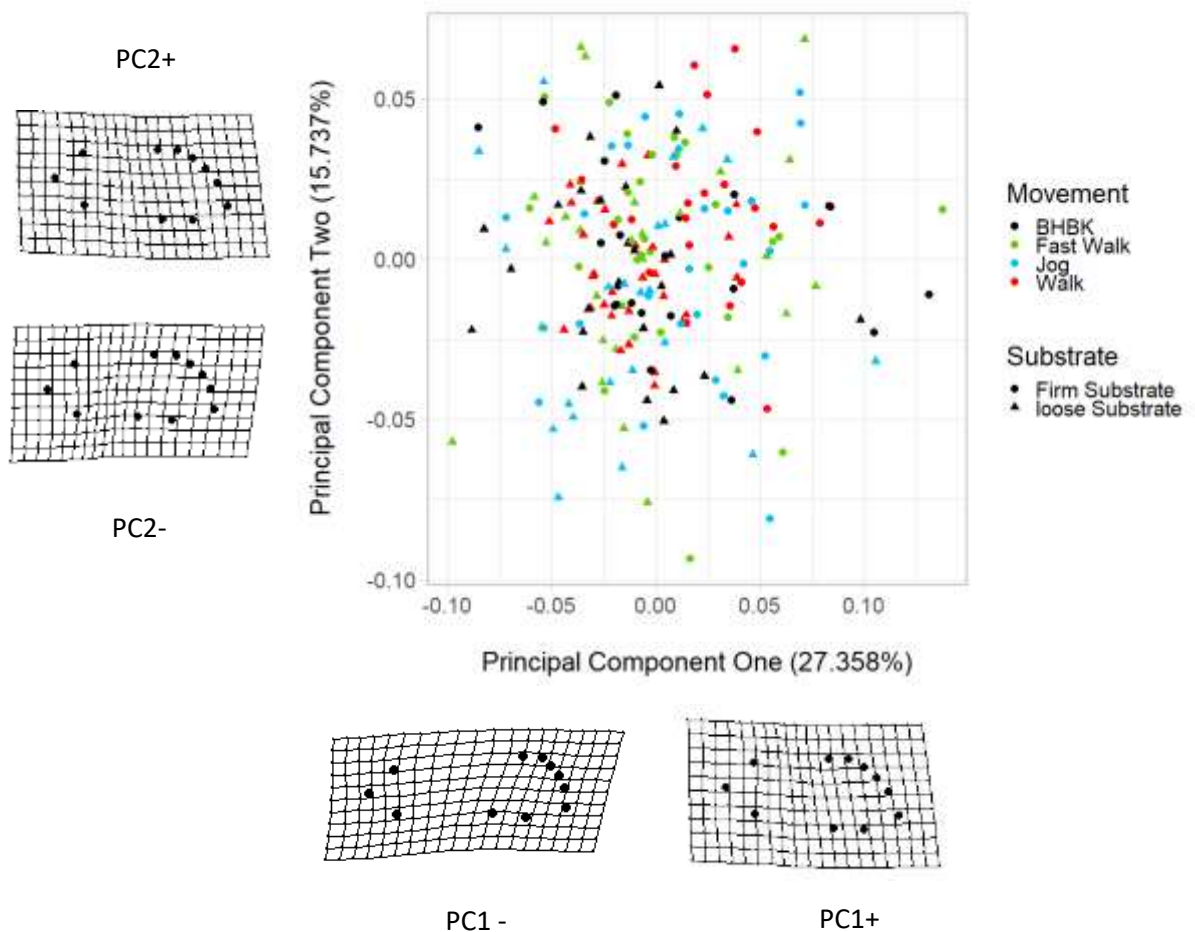 PC2+
PC2-
Principal Component Two (15.737%)
0.05
0.00
-0.05
-0.10
-0.10
-0.05
0.00
0.05
0.10
Principal Component One (27.358%)
Movement
BHBK
Fast Walk
Jog
Walk
Substrate
Firm Substrate
loose Substrate
PC1 -
PC1+